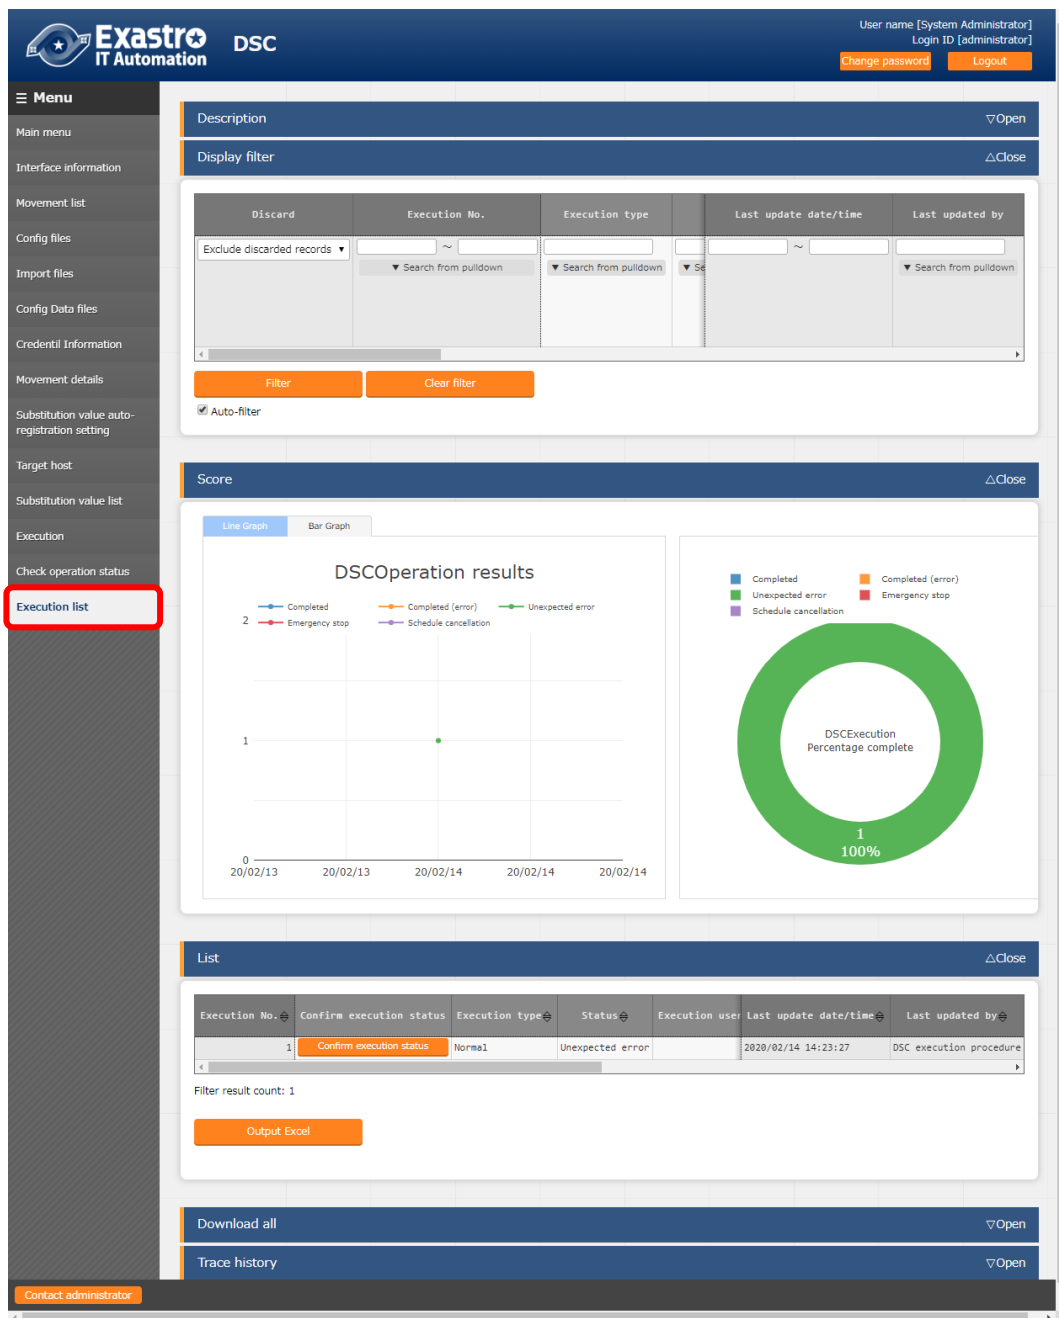 Exastro
IT Automation
DSC
User name [System Administrator]
Login ID [administrator]
Change password
Logout
☰ Menu
Main menu
Interface information
Movement list
Config files
Import files
Config Data files
Credentil Information
Movement details
Substitution value auto-
registration setting
Target host
Substitution value list
Execution
Check operation status
Execution list
Description
▽Open
Display filter
△Close
Discard
Execution No.
Execution type
Last update date/time
Last updated by
Exclude discarded records ▼
~
~
▼ Search from pulldown
▼ Search from pulldown
▼ Se
▼ Search from pulldown
Filter
Clear filter
Auto-filter
Score
△Close
Line Graph
Bar Graph
DSCOperation results
Completed
Completed (error)
Unexpected error
Emergency stop
Schedule cancellation
2
1
0
20/02/13
20/02/13
20/02/14
20/02/14
20/02/14
Completed
Completed (error)
Unexpected error
Emergency stop
Schedule cancellation
DSCExecution
Percentage complete
1
100%
List
△Close
Execution No.
Confirm execution status
Execution type
Status
Execution user
Last update date/time
Last updated by
1
Confirm execution status
Normal
Unexpected error
2020/02/14 14:23:27
DSC execution procedure
Filter result count: 1
Output Excel
Download all
▽Open
Trace history
▽Open
Contact administrator